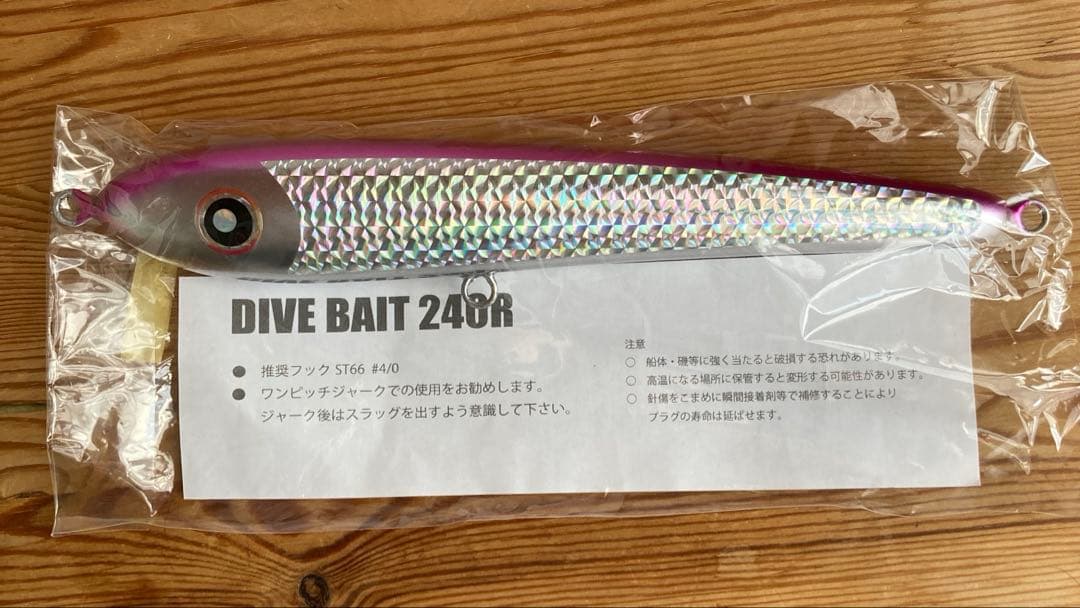 DIVE BAIT 240R
● 推奨フック ST66 #4/0
● ワンピッチジャークでの使用をお勧めします。
ジャーク後はスラッグを出すよう意識して下さい。
注意
○ 船体・磯等に強く当たると破損する恐れがあります。
○ 高温になる場所に保管すると変形する可能性があります。
○ 針傷をこまめに瞬間接着剤等で補修することにより
プラグの寿命は延ばせます。